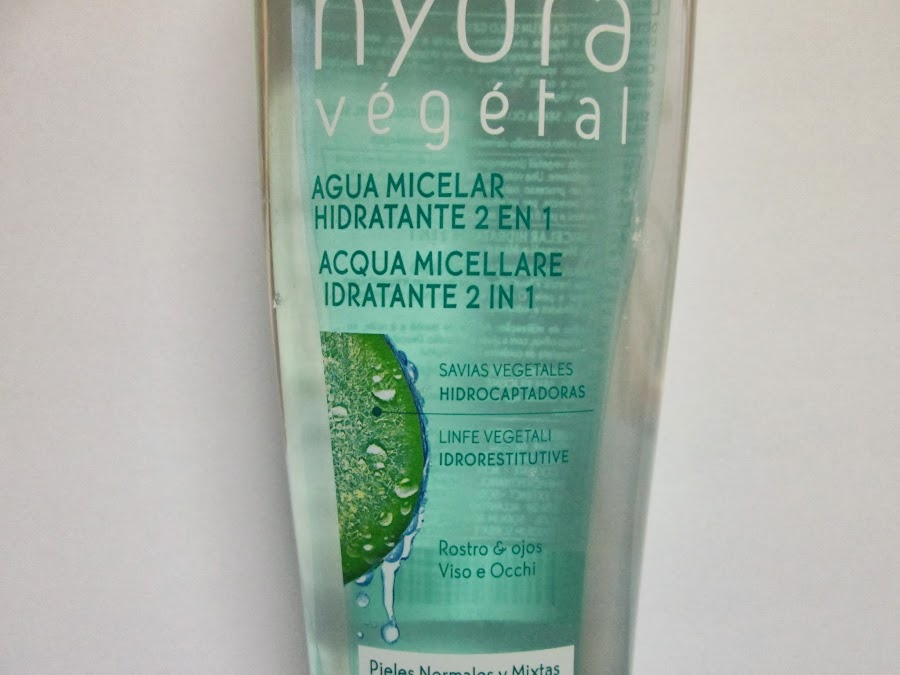 hydra
végétal
AGUA MICELAR
HIDRATANTE 2 EN 1
ACQUA MICELLARE
IDRATANTE 2 IN 1
SAVIAS VEGETALES
HIDROCAPTADORAS
LINFE VEGETALI
IDRORESTITUTIVE
Rostro & ojos
Viso e Occhi
Pieles Normales y Mixtas